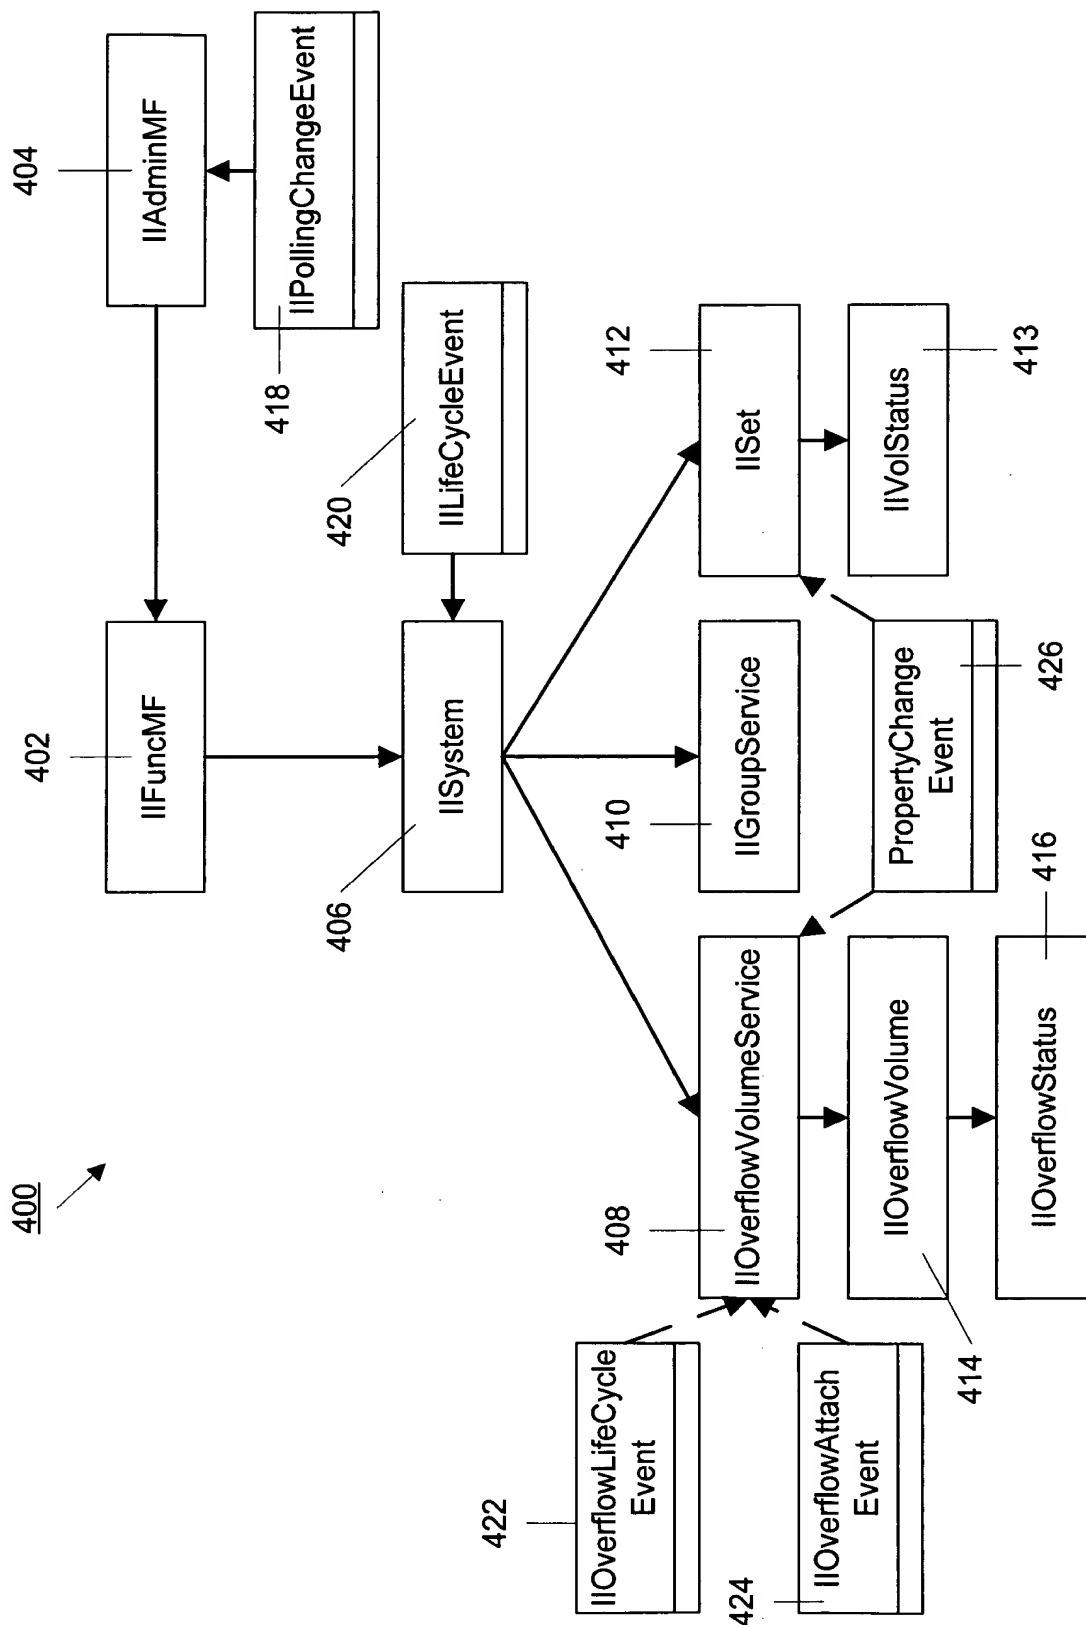 400
402
IIFuncMF
404
IIAdminMF
418
IIPollingChangeEvent
406
IISystem
420
IILifeCycleEvent
422
IIOverflowLifeCycle
Event
424
IIOverflowAttach
Event
408
IIOverflowVolumeService
410
IIGroupService
412
IISet
414
IIOverflowVolume
PropertyChange
Event
426
IIVolStatus
413
IIOverflowStatus
416